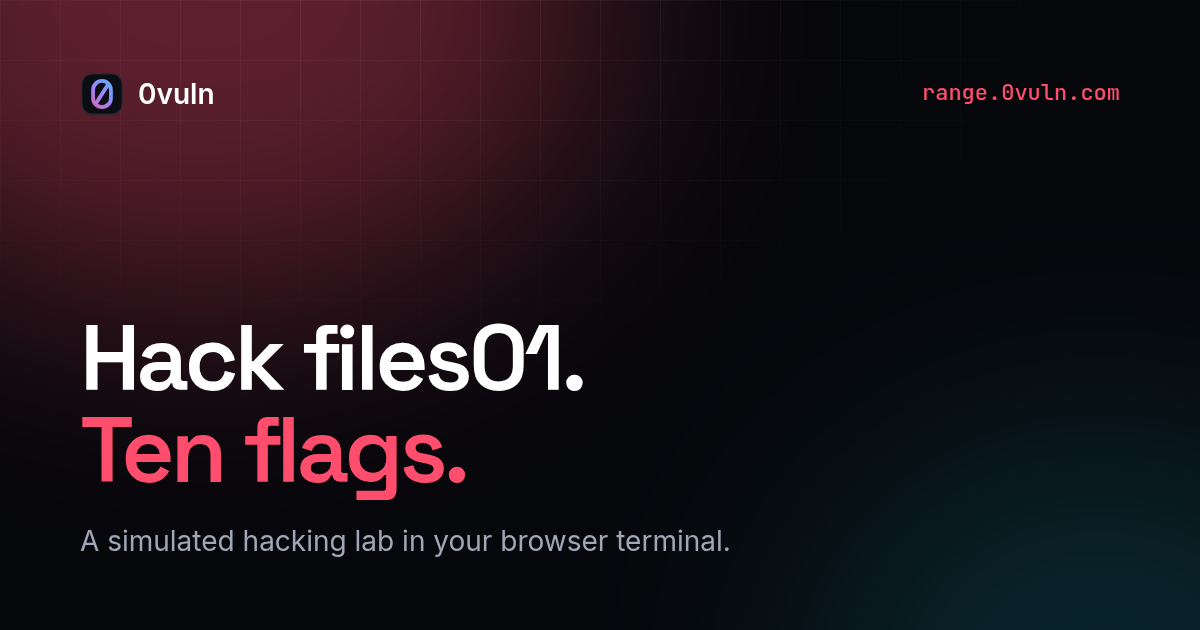 0vuln
range.0vuln.com
Hack files01.
Ten flags.
A simulated hacking lab in your browser terminal.